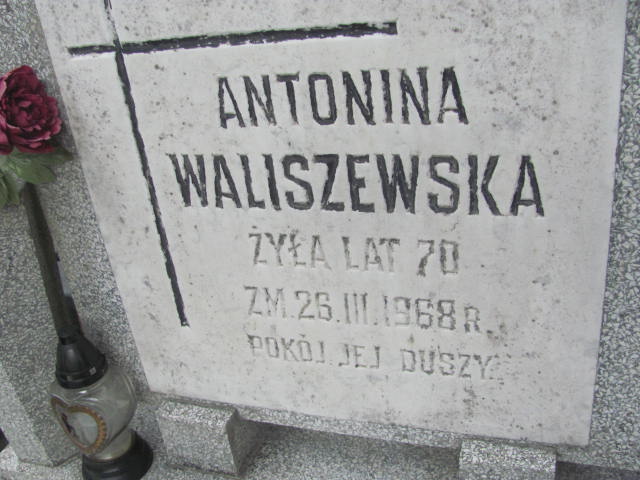 ANTONINA
WALISZEWSKA
ŻYŁA LAT 70
ZM. 26.III.1968 R.
POKÓJ JEJ DUSZY